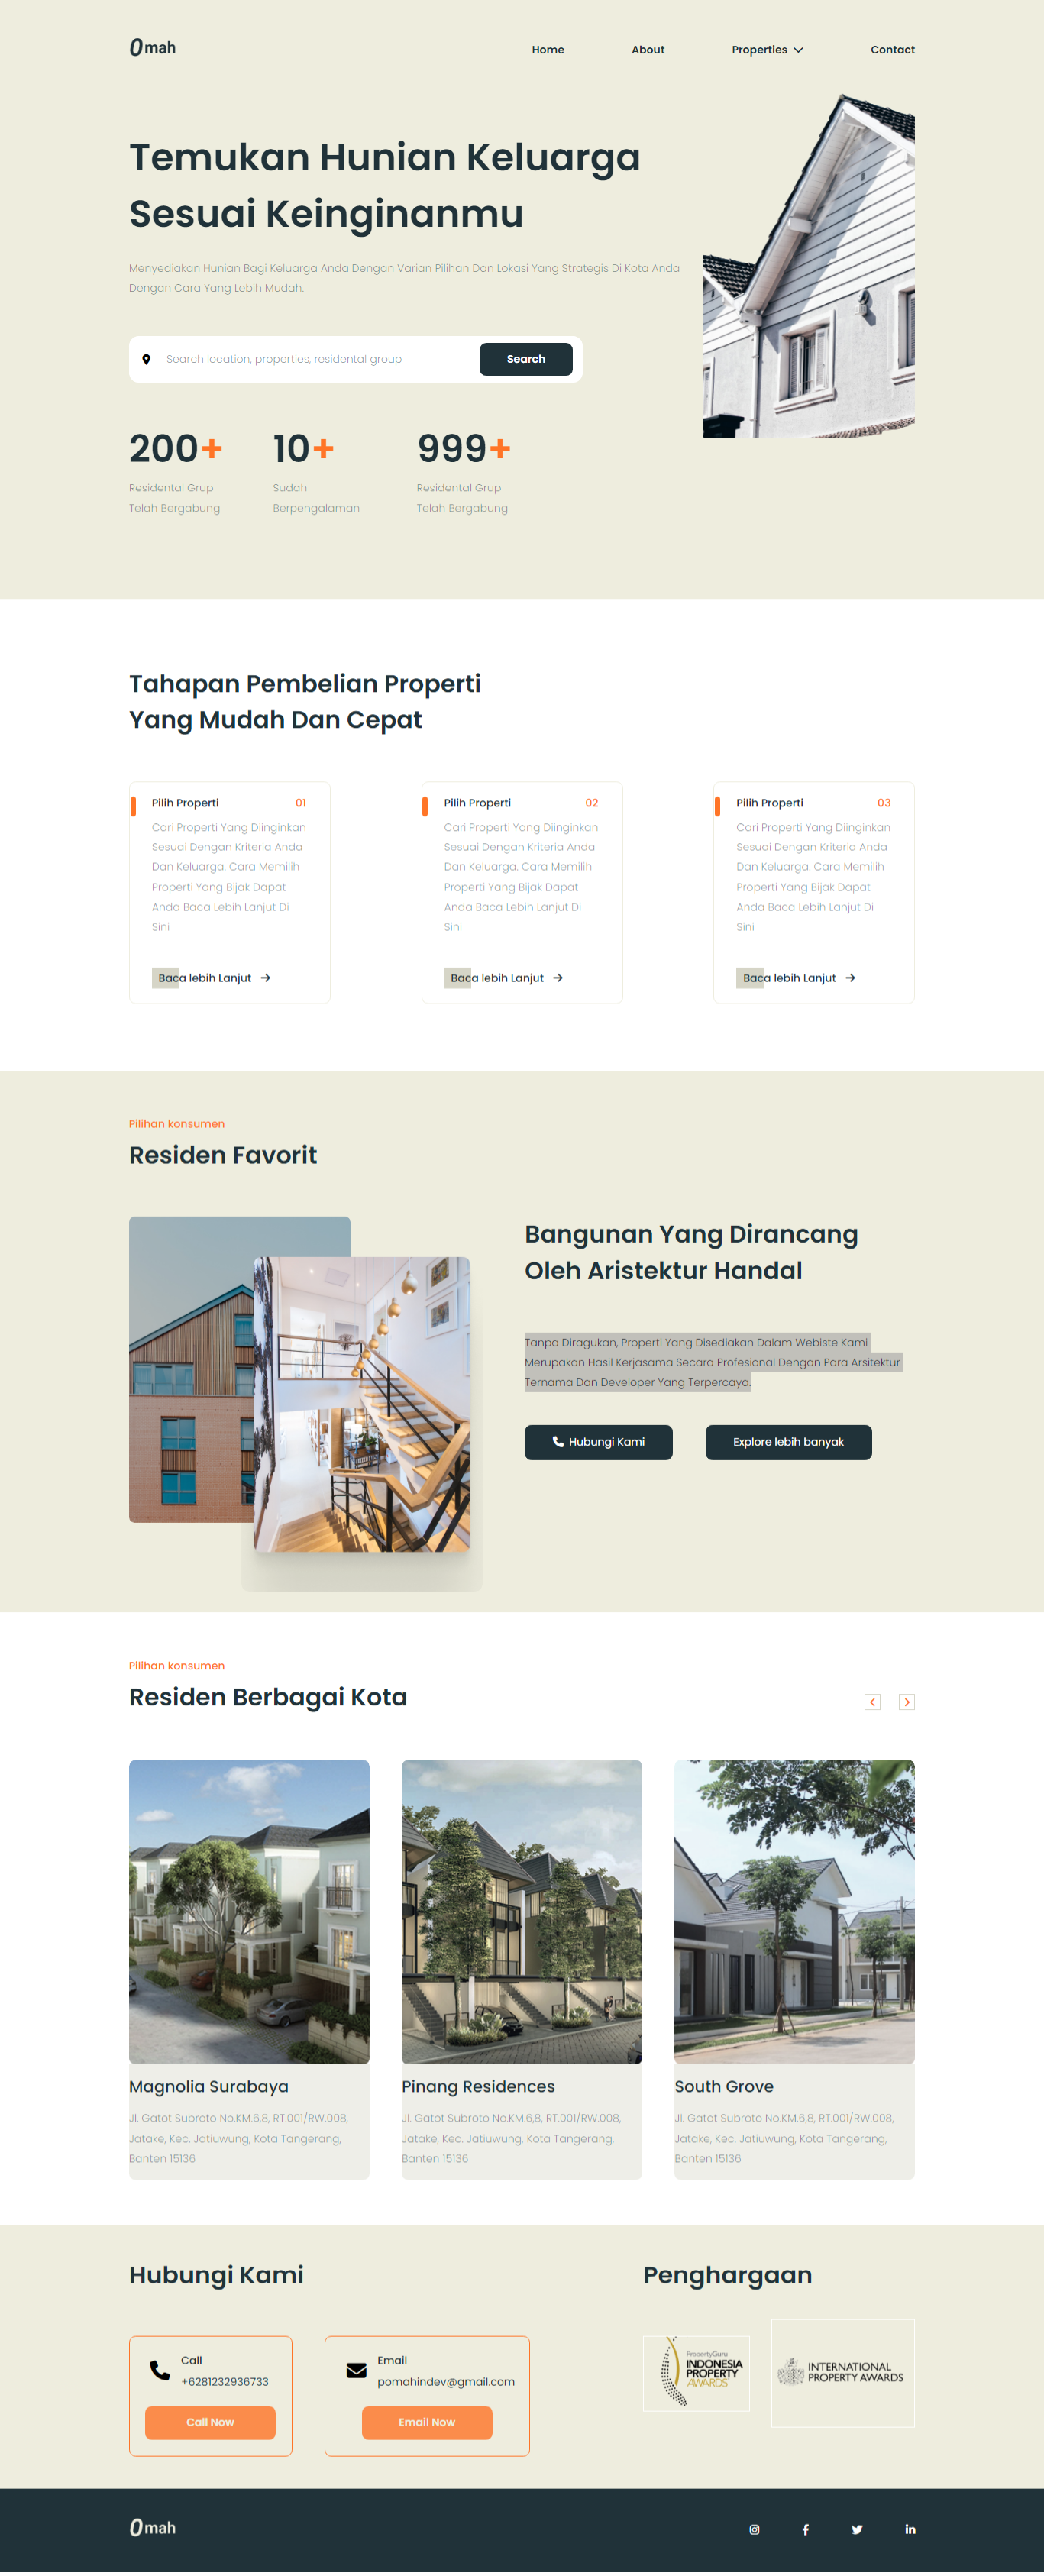 Omah
Home About Properties Contact
Temukan Hunian Keluarga
Sesuai Keinginanmu
Menyediakan Hunian Bagi Keluarga Anda Dengan Varian Pilihan Dan Lokasi Yang Strategis Di Kota Anda
Dengan Cara Yang Lebih Mudah.
Search location, properties, residental group
Search
200+
Residental Grup
Telah Bergabung
10+
Sudah
Berpengalaman
999+
Residental Grup
Telah Bergabung
Tahapan Pembelian Properti
Yang Mudah Dan Cepat
Pilih Properti 01
Cari Properti Yang Diinginkan
Sesuai Dengan Kriteria Anda
Dan Keluarga. Cara Memilih
Properti Yang Bijak Dapat
Anda Baca Lebih Lanjut Di
Sini
Baca lebih Lanjut
Pilih Properti 02
Cari Properti Yang Diinginkan
Sesuai Dengan Kriteria Anda
Dan Keluarga. Cara Memilih
Properti Yang Bijak Dapat
Anda Baca Lebih Lanjut Di
Sini
Baca lebih Lanjut
Pilih Properti 03
Cari Properti Yang Diinginkan
Sesuai Dengan Kriteria Anda
Dan Keluarga. Cara Memilih
Properti Yang Bijak Dapat
Anda Baca Lebih Lanjut Di
Sini
Baca lebih Lanjut
Pilihan konsumen
Residen Favorit
Bangunan Yang Dirancang
Oleh Aristektur Handal
Tanpa Diragukan, Properti Yang Disediakan Dalam Webiste Kami
Merupakan Hasil Kerjasama Secara Profesional Dengan Para Arsitektur
Ternama Dan Developer Yang Terpercaya.
Hubungi Kami
Explore lebih banyak
Pilihan konsumen
Residen Berbagai Kota
Magnolia Surabaya
Jl. Gatot Subroto No.KM.6,8, RT.001/RW.008,
Jatake, Kec. Jatiuwung, Kota Tangerang,
Banten 15136
Pinang Residences
Jl. Gatot Subroto No.KM.6,8, RT.001/RW.008,
Jatake, Kec. Jatiuwung, Kota Tangerang,
Banten 15136
South Grove
Jl. Gatot Subroto No.KM.6,8, RT.001/RW.008,
Jatake, Kec. Jatiuwung, Kota Tangerang,
Banten 15136
Hubungi Kami
Call
+6281232936733
Call Now
Email
pomahindev@gmail.com
Email Now
Penghargaan
PropertyGuru
INDONESIA
PROPERTY
AWARDS
INTERNATIONAL
PROPERTY AWARDS
Omah